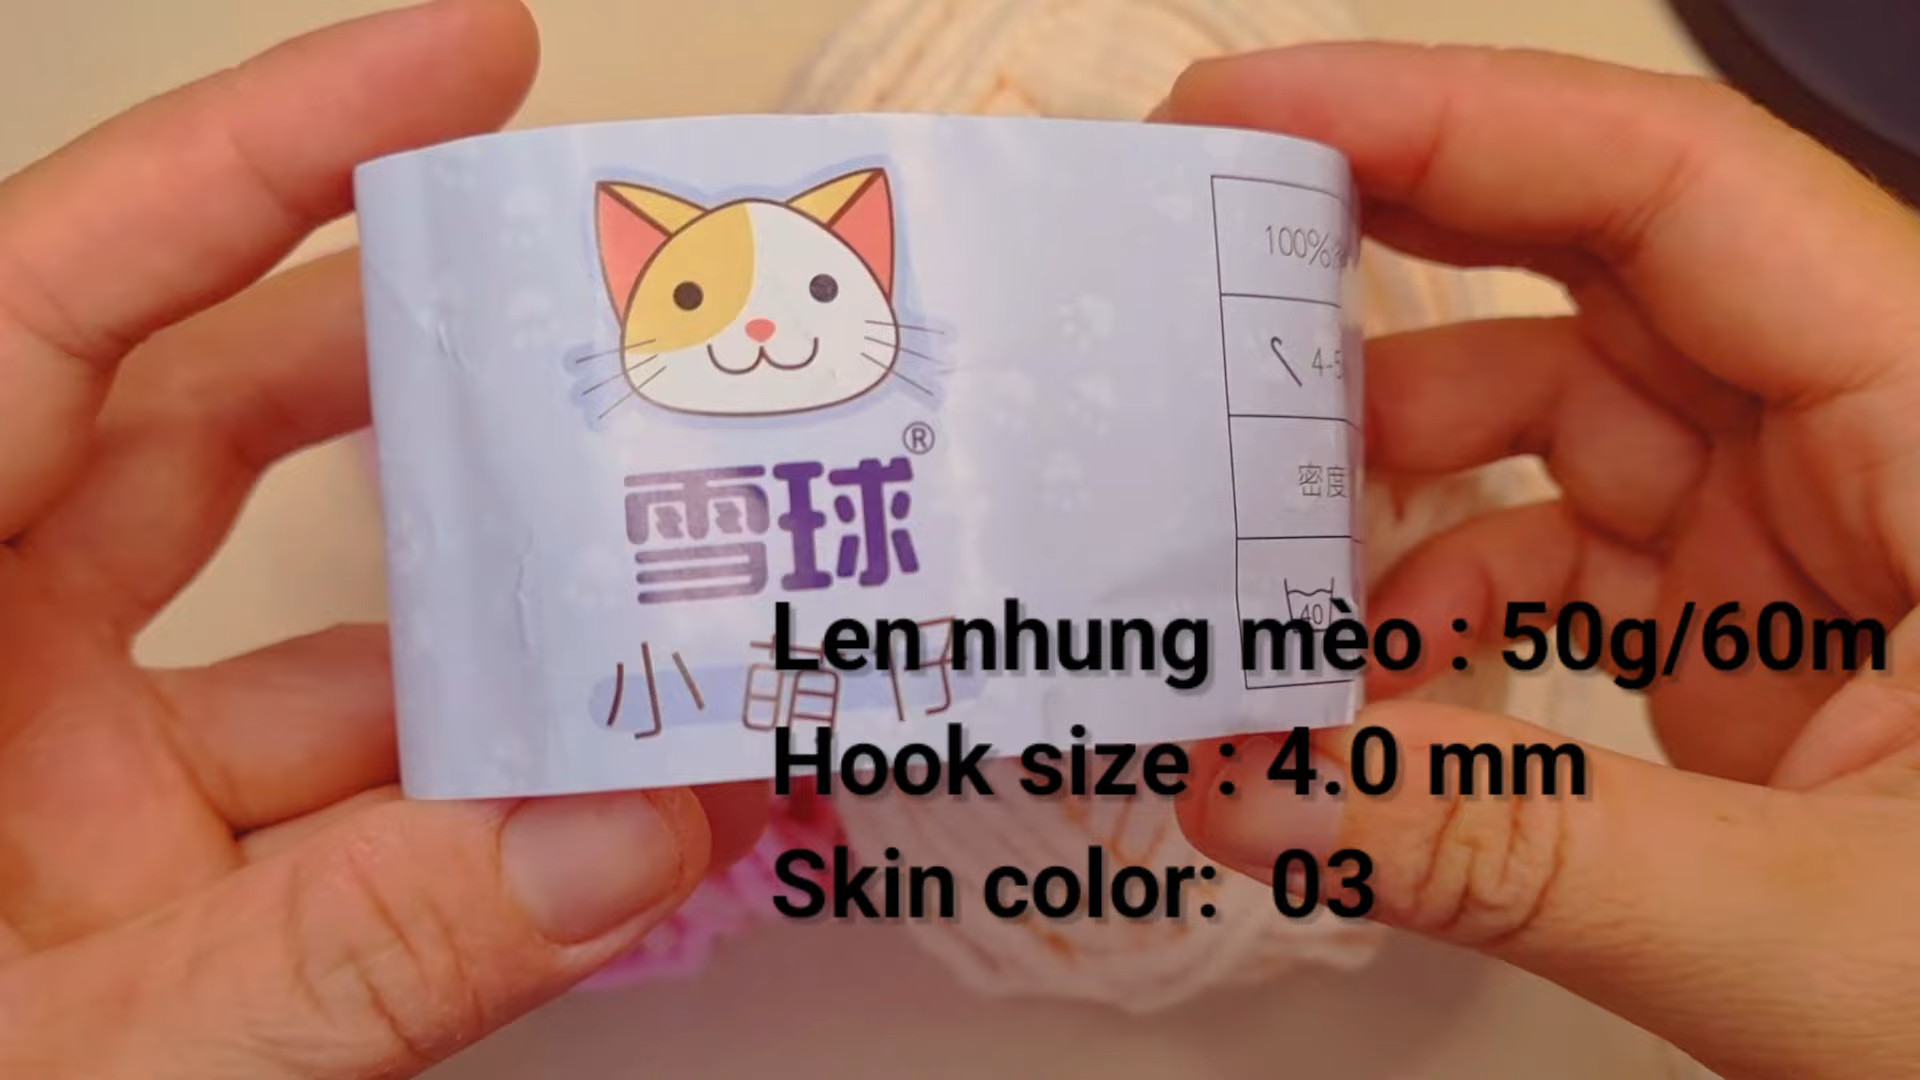 ®
雪球
小萌仔
100%
4-5
密度
40
Len nhung mèo : 50g/60m
Hook size : 4.0 mm
Skin color: 03